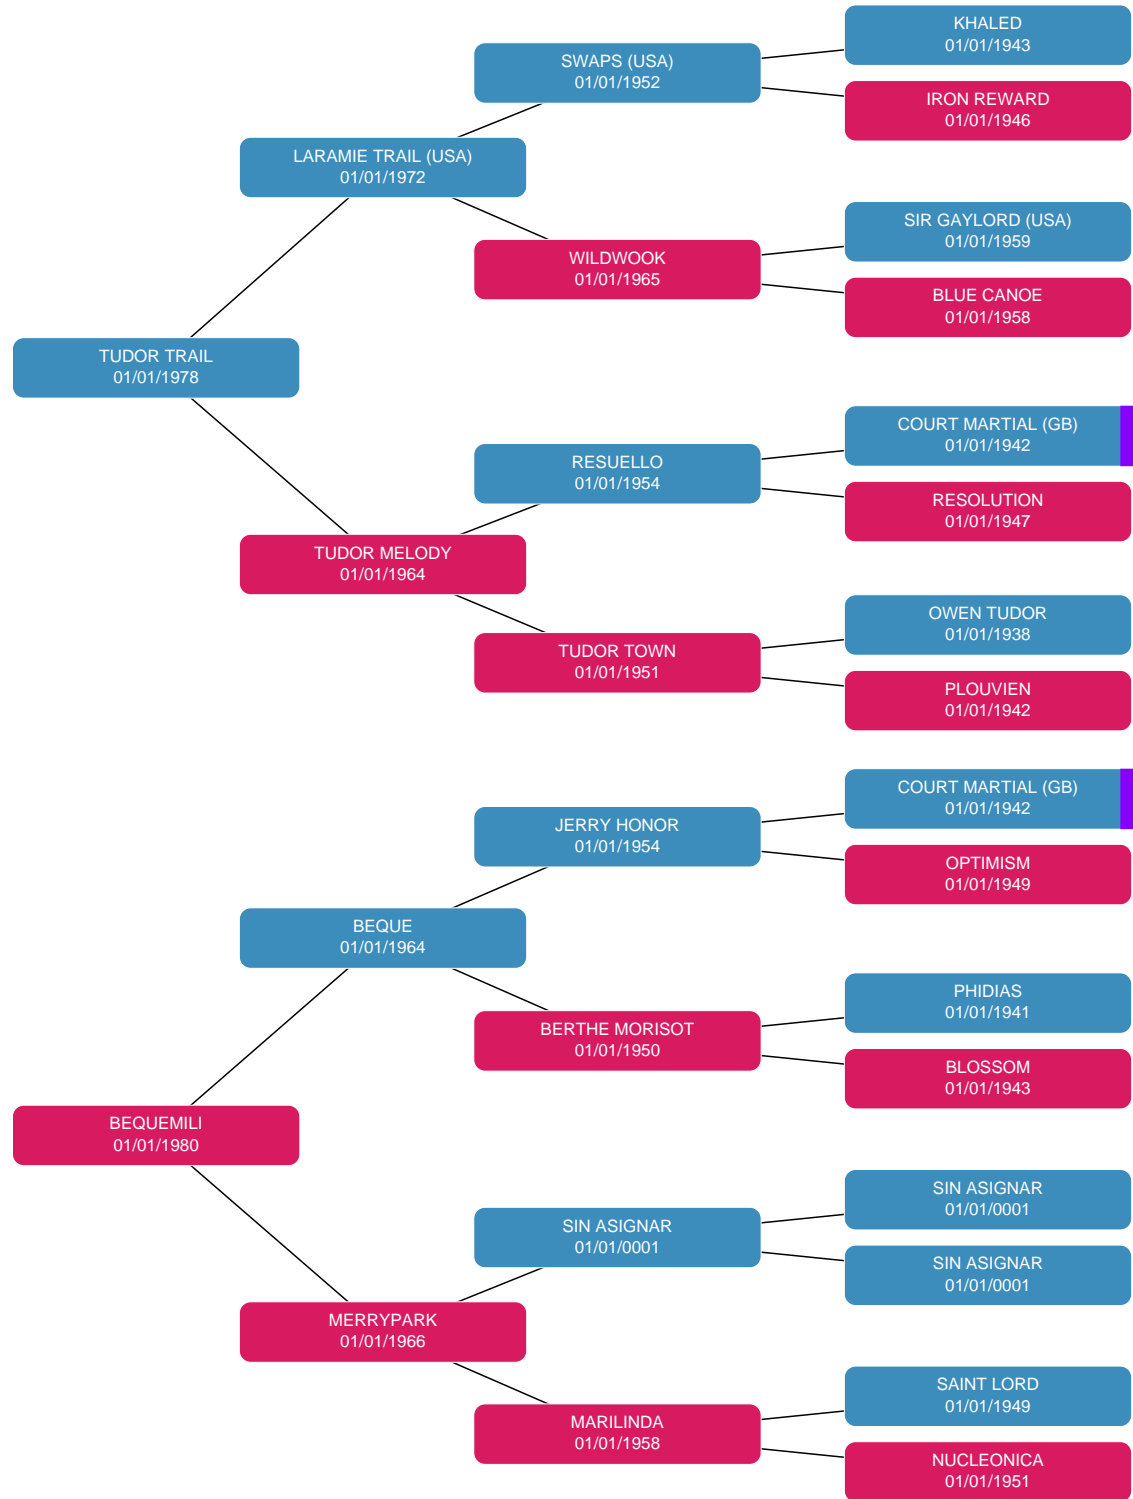 KHALED
01/01/1943
SWAPS (USA)
01/01/1952
IRON REWARD
01/01/1946
LARAMIE TRAIL (USA)
01/01/1972
SIR GAYLORD (USA)
01/01/1959
WILDWOOK
01/01/1965
BLUE CANOE
01/01/1958
TUDOR TRAIL
01/01/1978
COURT MARTIAL (GB)
01/01/1942
RESUELLO
01/01/1954
RESOLUTION
01/01/1947
TUDOR MELODY
01/01/1964
OWEN TUDOR
01/01/1938
TUDOR TOWN
01/01/1951
PLOUVIEN
01/01/1942
COURT MARTIAL (GB)
01/01/1942
JERRY HONOR
01/01/1954
OPTIMISM
01/01/1949
BEQUE
01/01/1964
PHIDIAS
01/01/1941
BERTHE MORISOT
01/01/1950
BLOSSOM
01/01/1943
BEQUEMILI
01/01/1980
SIN ASIGNAR
01/01/0001
SIN ASIGNAR
01/01/0001
SIN ASIGNAR
01/01/0001
MERRYPARK
01/01/1966
SAINT LORD
01/01/1949
MARILINDA
01/01/1958
NUCLEONICA
01/01/1951